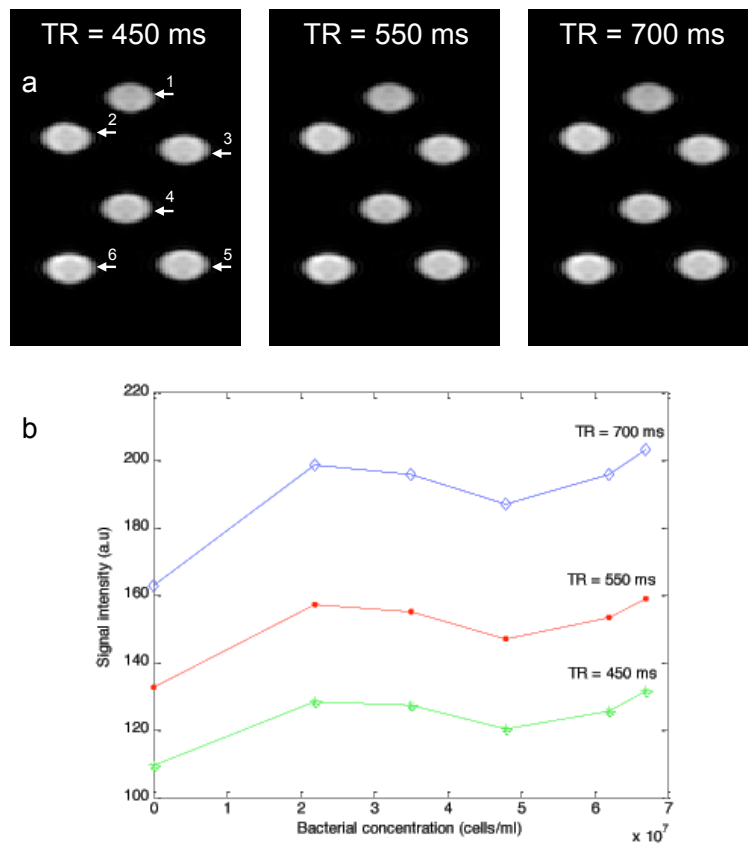 TR = 450 ms
TR = 550 ms
TR = 700 ms
a
1
2
3
4
6
5
b
220
200
180
160
140
120
100
Signal intensity (a.u)
TR = 700 ms
TR = 550 ms
TR = 450 ms
0 1 2 3 4 5 6 7
Bacterial concentration (cells/ml)
x 10^7